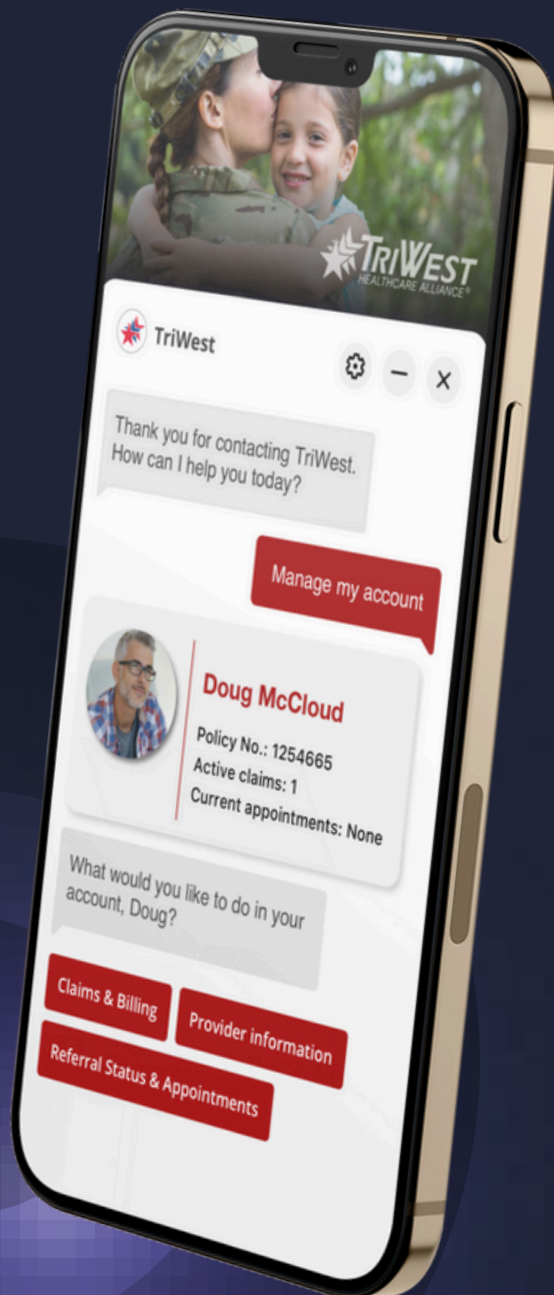 TRIWEST
HEALTHCARE ALLIANCE®
TriWest
Thank you for contacting TriWest.
How can I help you today?
Manage my account
Doug McCloud
Policy No.: 1254665
Active claims: 1
Current appointments: None
What would you like to do in your
account, Doug?
Claims & Billing
Provider information
Referral Status & Appointments